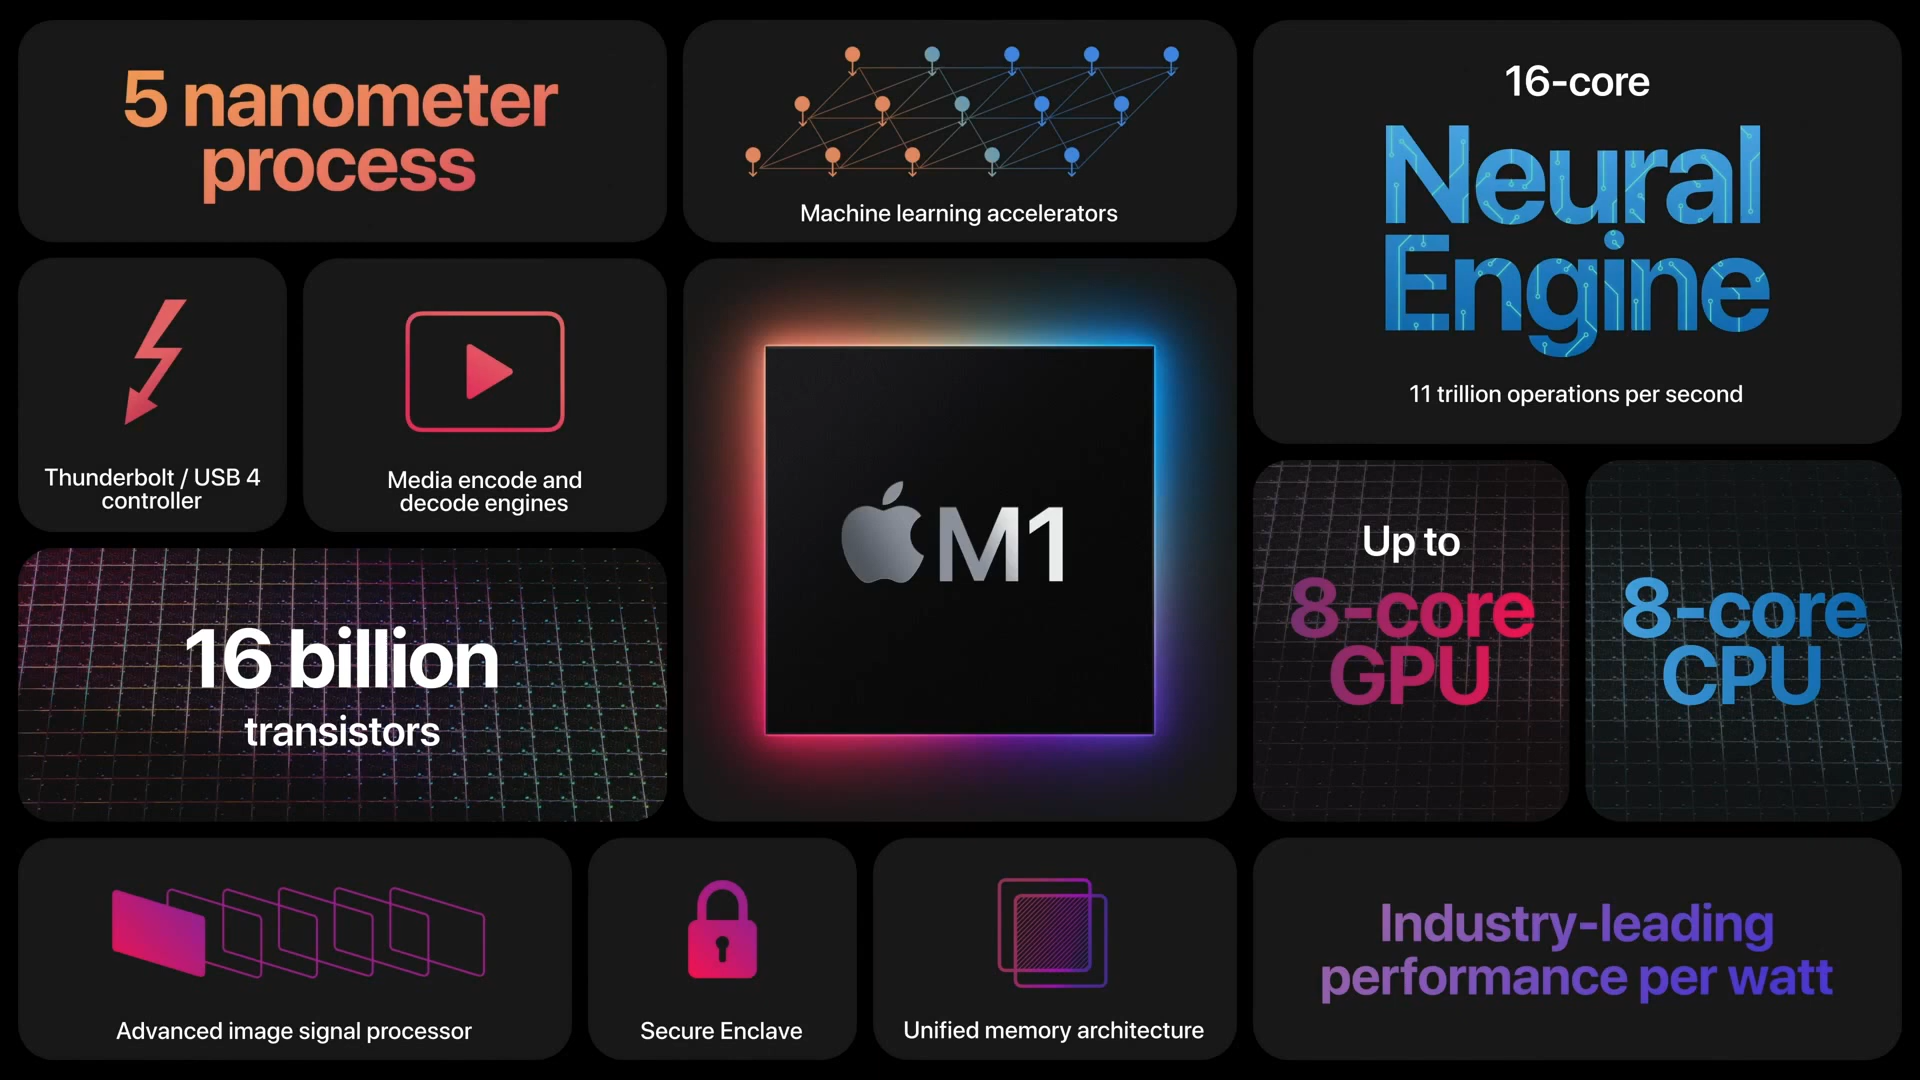 5 nanometer
process
Machine learning accelerators
16-core
Neural
Engine
11 trillion operations per second
Thunderbolt / USB 4
controller
Media encode and
decode engines
M1
Up to
8-core
GPU
8-core
CPU
16 billion
transistors
Advanced image signal processor
Secure Enclave
Unified memory architecture
Industry-leading
performance per watt